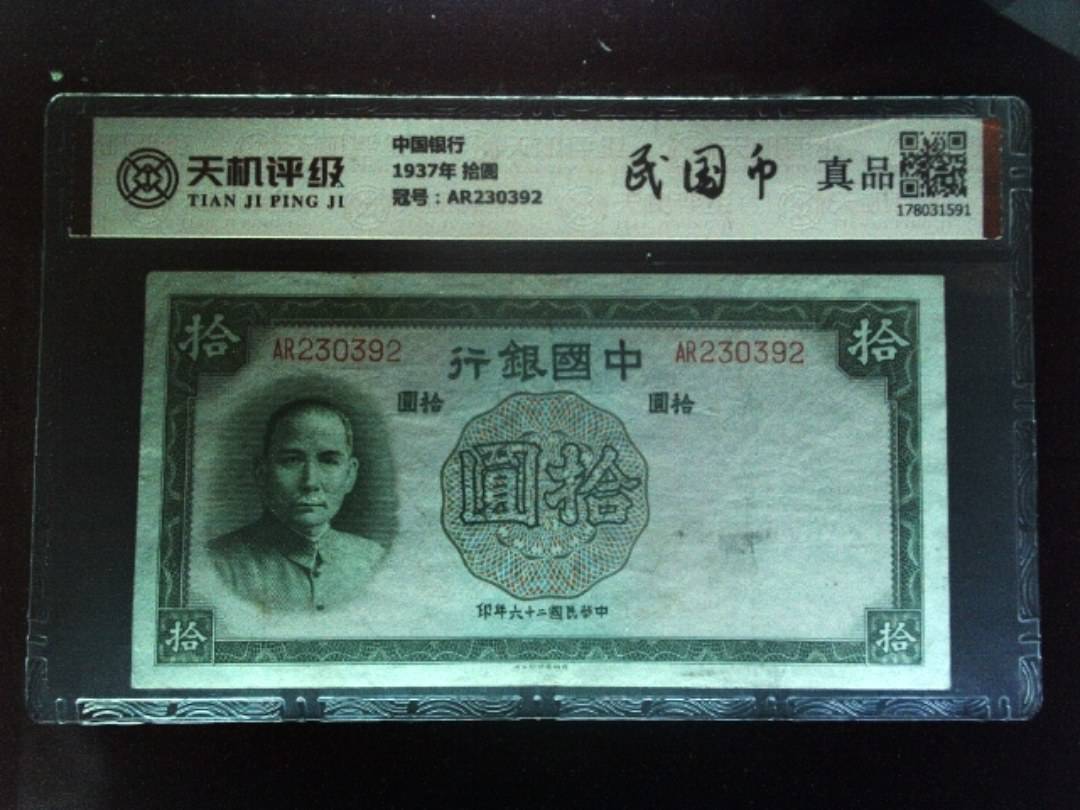 天机评级
TIAN JI PING JI
中国银行
1937年 拾圆
冠号：AR230392
民国币 真品
178031591
拾 拾
AR230392 中國銀行 AR230392
拾圓 拾圓
拾圓
中華民國二十六年印
拾 拾